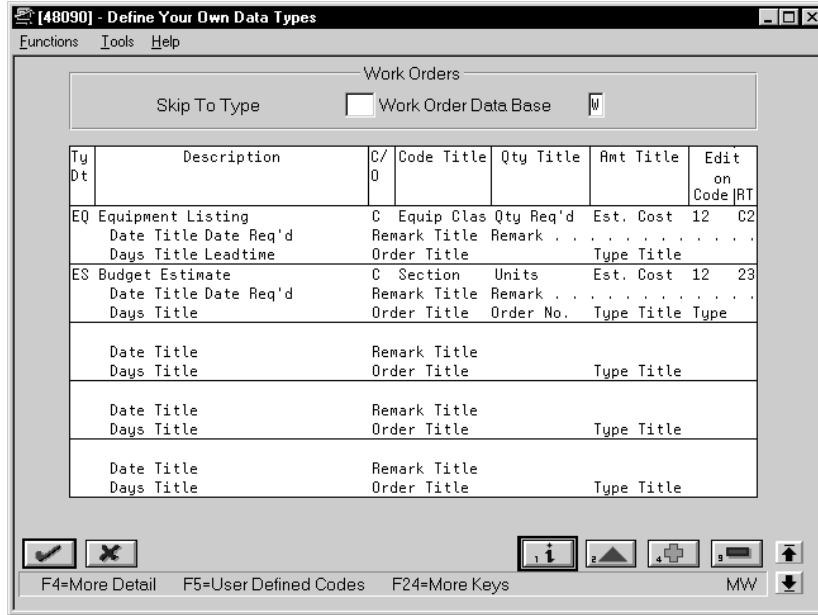 [48090] - Define Your Own Data Types
Functions Tools Help
Work Orders
Skip To Type Work Order Data Base W
Ty Description C/ Code Title Qty Title Amt Title Edit
Dt O on
Code RT
EQ Equipment Listing C Equip Clas Qty Req'd Est. Cost 12 C2
Date Title Date Req'd Remark Title Remark . . . . . . . . . . . .
Days Title Leadtime Order Title Type Title
ES Budget Estimate C Section Units Est. Cost 12 23
Date Title Date Req'd Remark Title Remark . . . . . . . . . . . .
Days Title Order Title Order No. Type Title Type
Date Title Remark Title
Days Title Order Title Type Title
Date Title Remark Title
Days Title Order Title Type Title
Date Title Remark Title
Days Title Order Title Type Title
1 i 2 4 9
F4=More Detail F5=User Defined Codes F24=More Keys MW